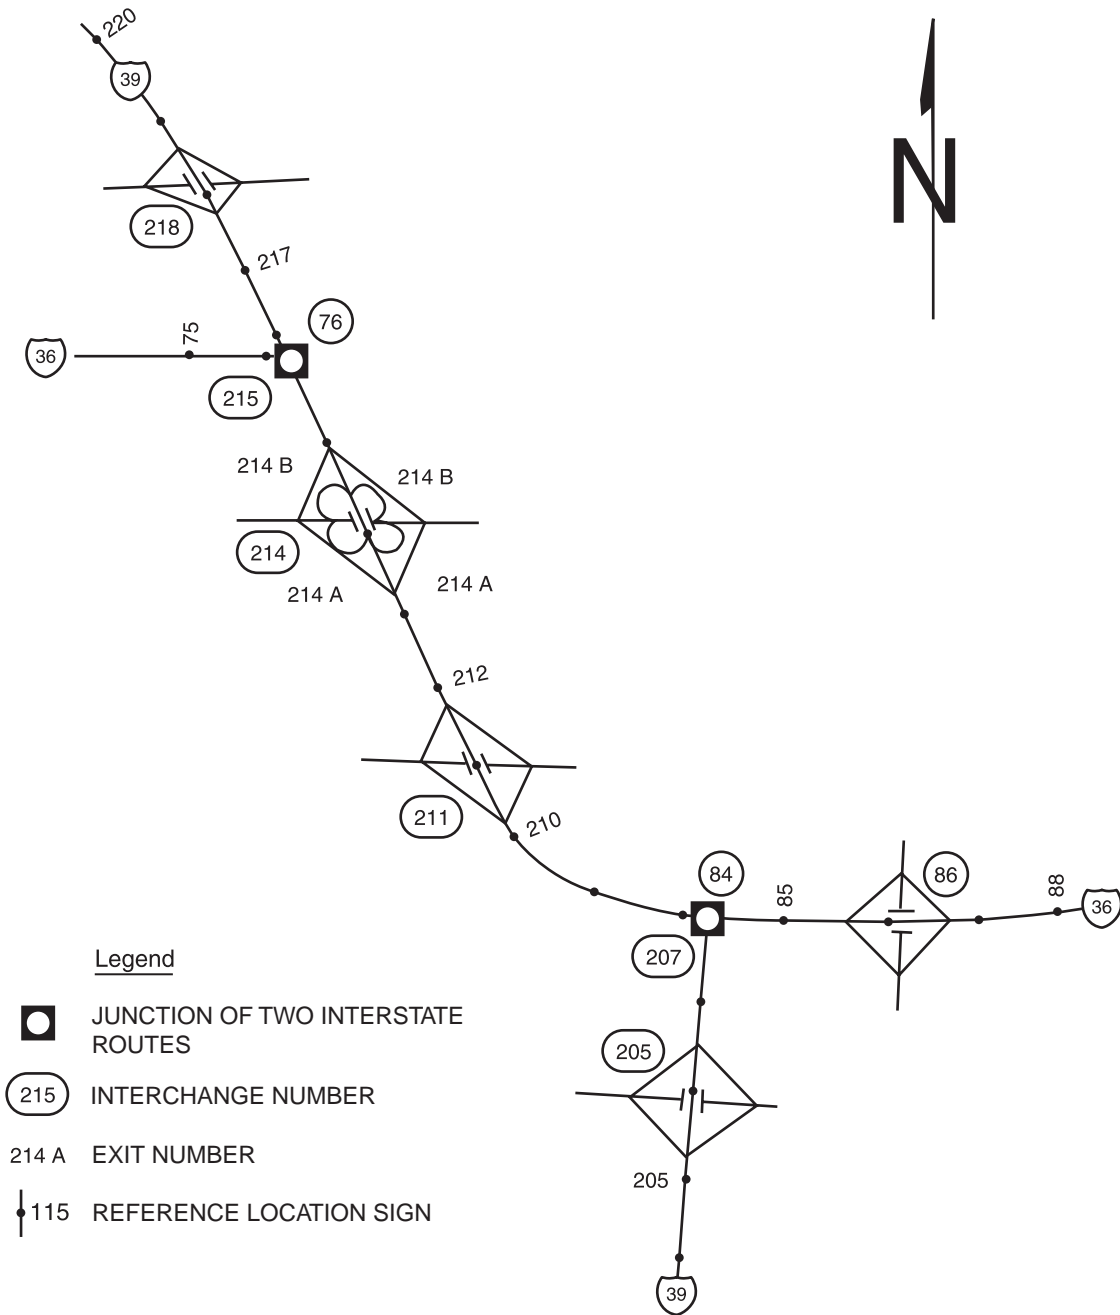 220
39
N
218
217
76
75
36
215
214 B
214 B
214
214 A
214 A
212
211
210
84
85
86
88
36
207
205
205
39
Legend
JUNCTION OF TWO INTERSTATE
ROUTES
215 INTERCHANGE NUMBER
214 A EXIT NUMBER
115 REFERENCE LOCATION SIGN